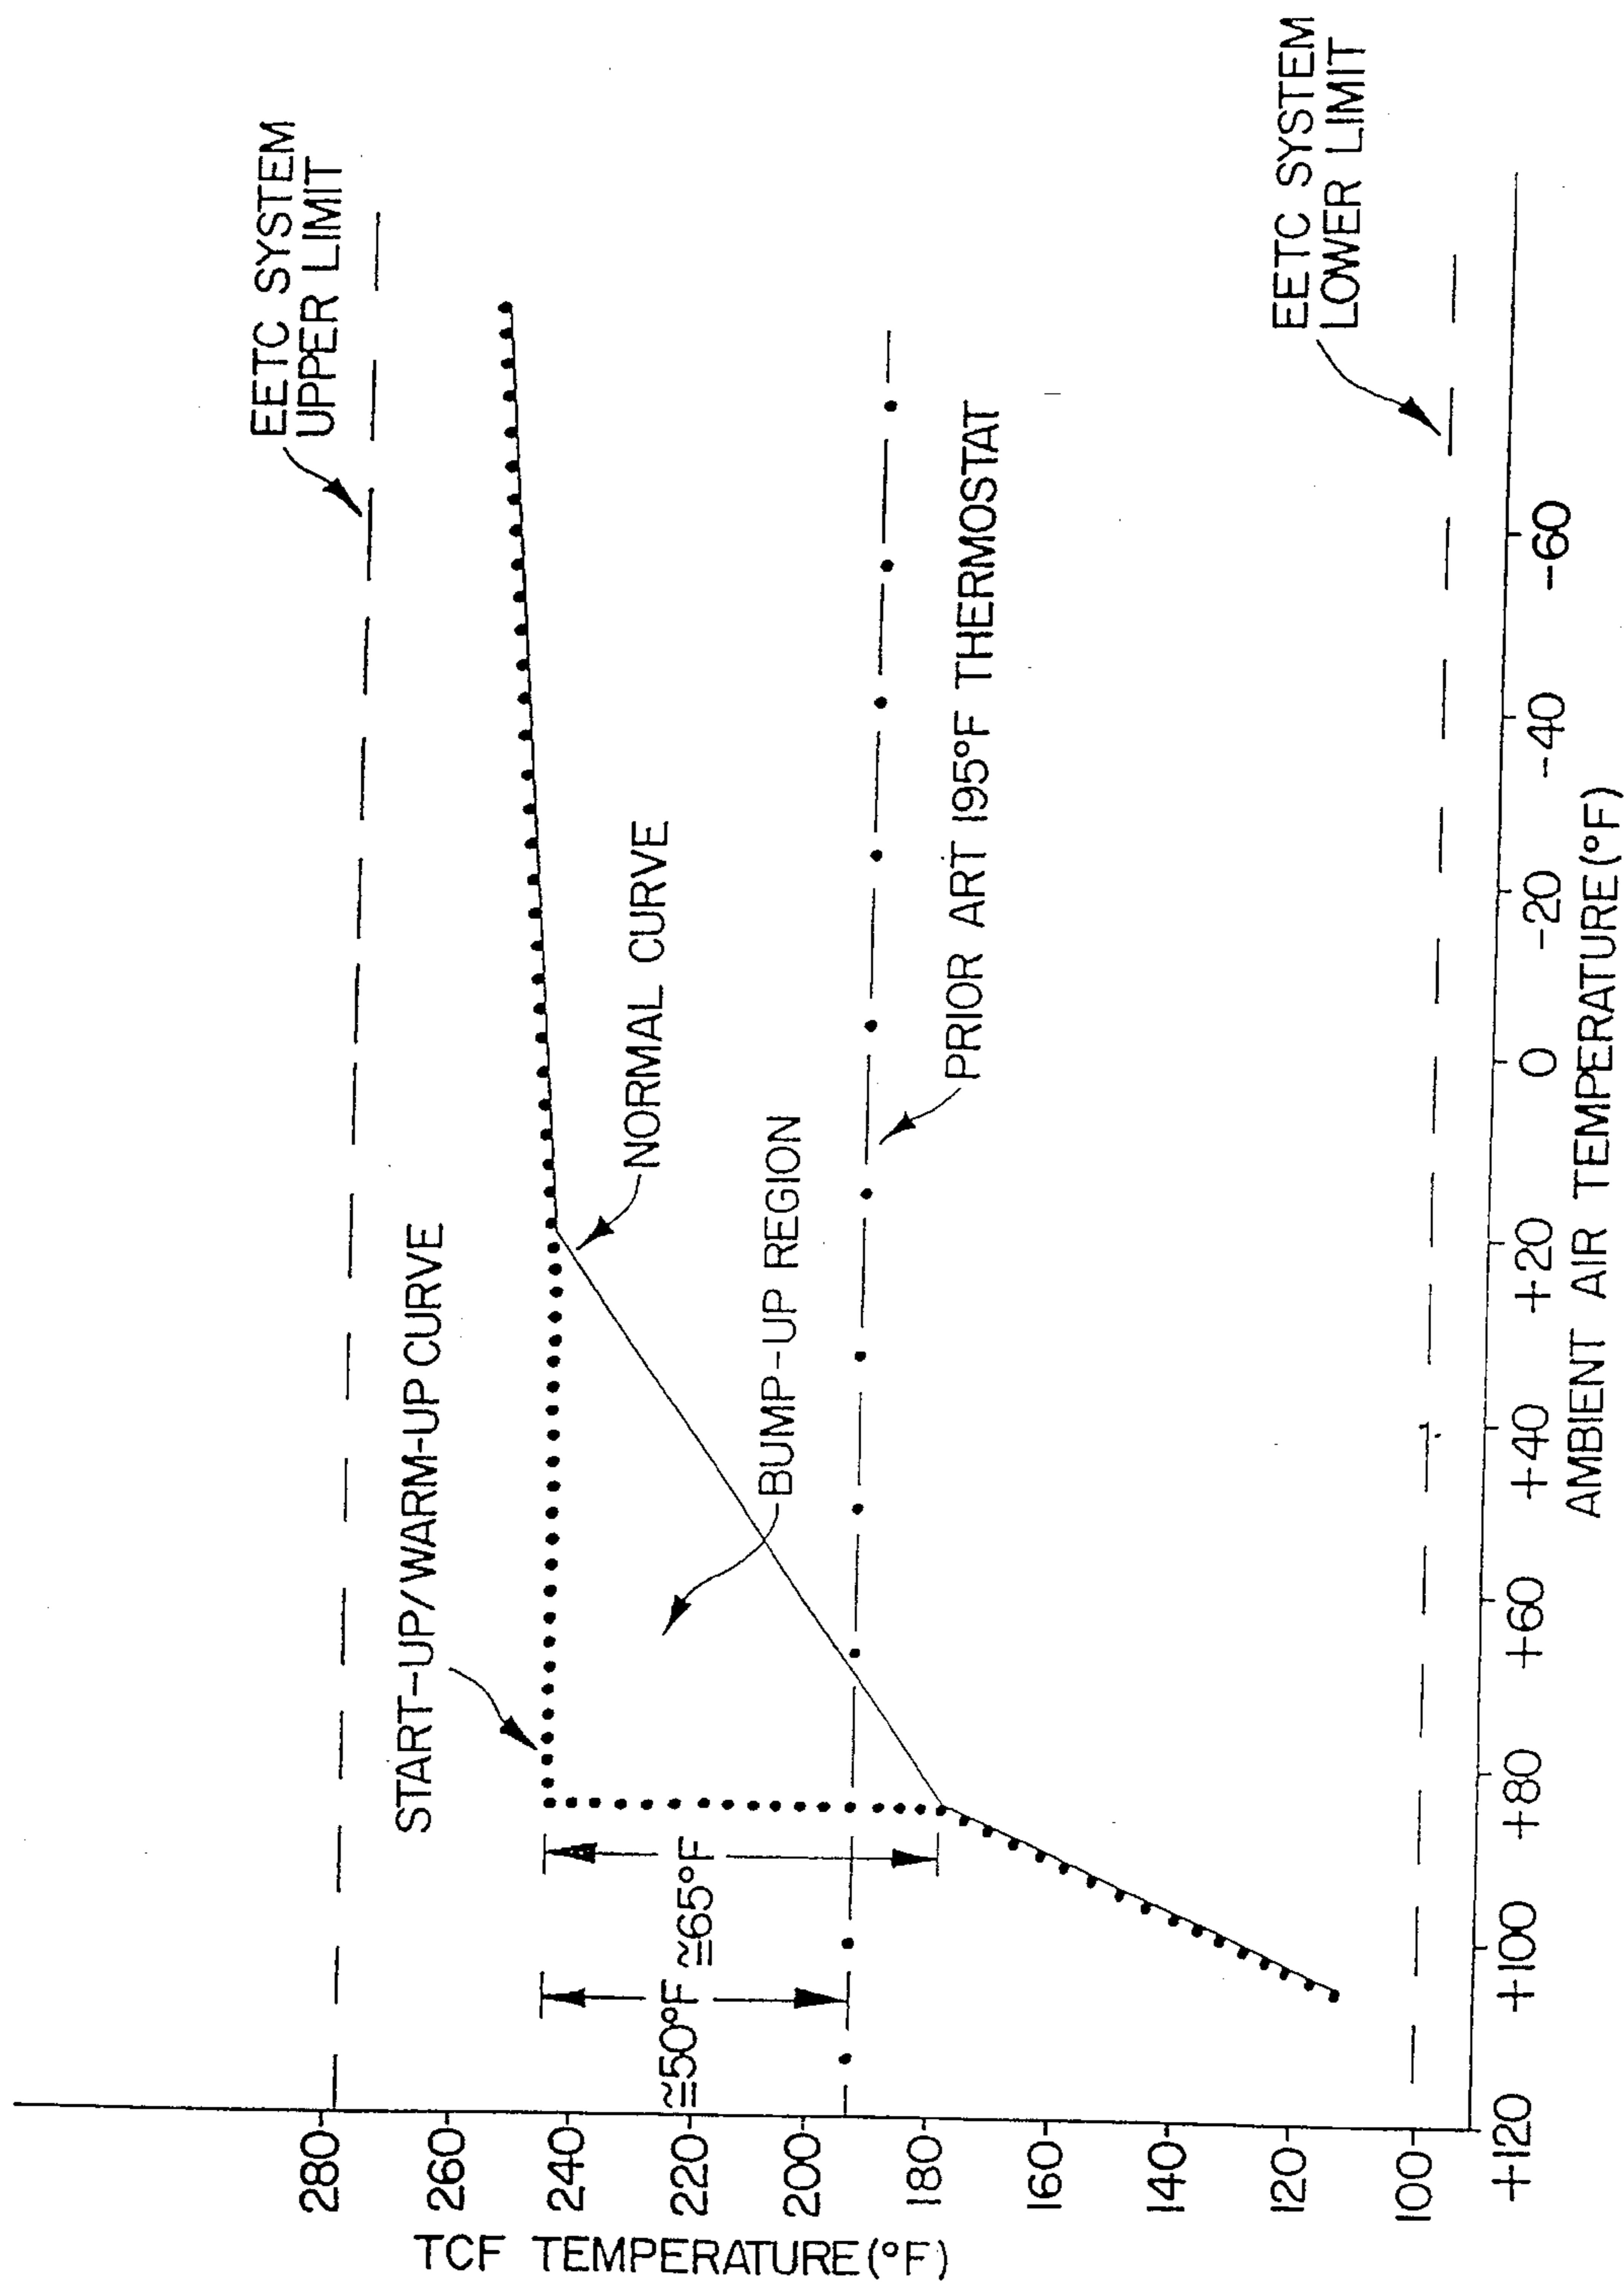 EETC SYSTEM
UPPER LIMIT
START-UP/WARM-UP CURVE
NORMAL CURVE
BUMP-UP REGION
PRIOR ART 195°F THERMOSTAT
EETC SYSTEM
LOWER LIMIT
≅50°F
≅65°F
TCF TEMPERATURE (°F)
280
260
240
220
200
180
160
140
120
100
+120
+100
+80
+60
+40
+20
0
-20
-40
-60
AMBIENT AIR TEMPERATURE (°F)